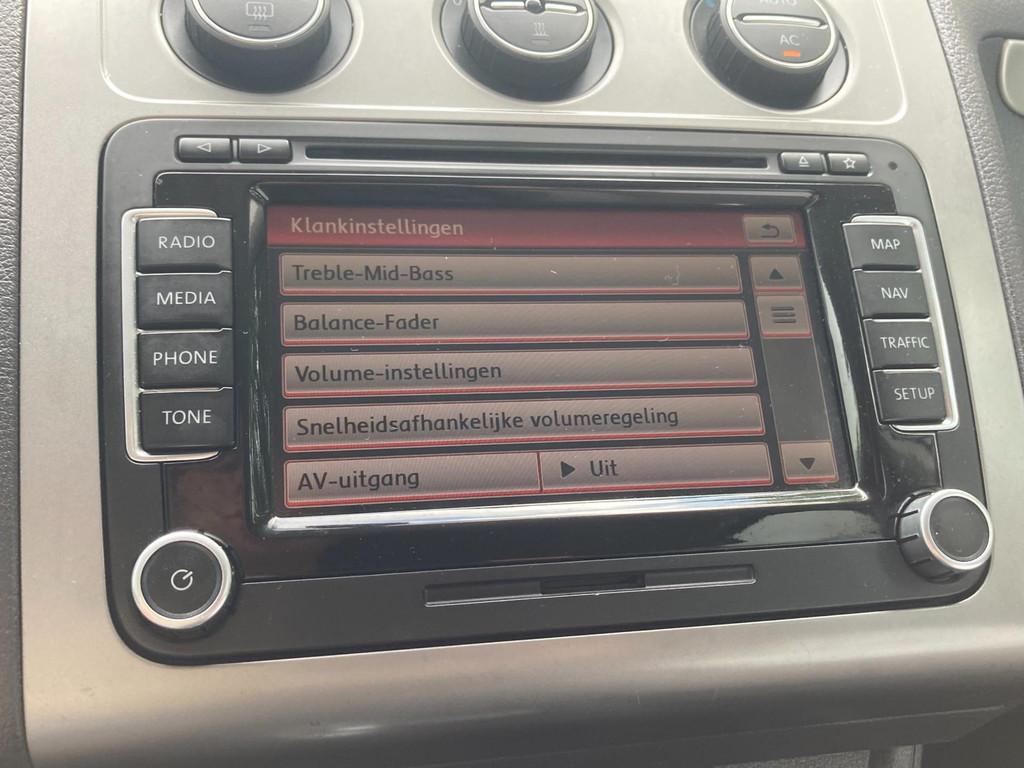 AUTO
AC
Klankinstellingen
RADIO
MEDIA
PHONE
TONE
Treble-Mid-Bass
Balance-Fader
Volume-instellingen
Snelheidsafhankelijke volumeregeling
AV-uitgang
Uit
MAP
NAV
TRAFFIC
SETUP